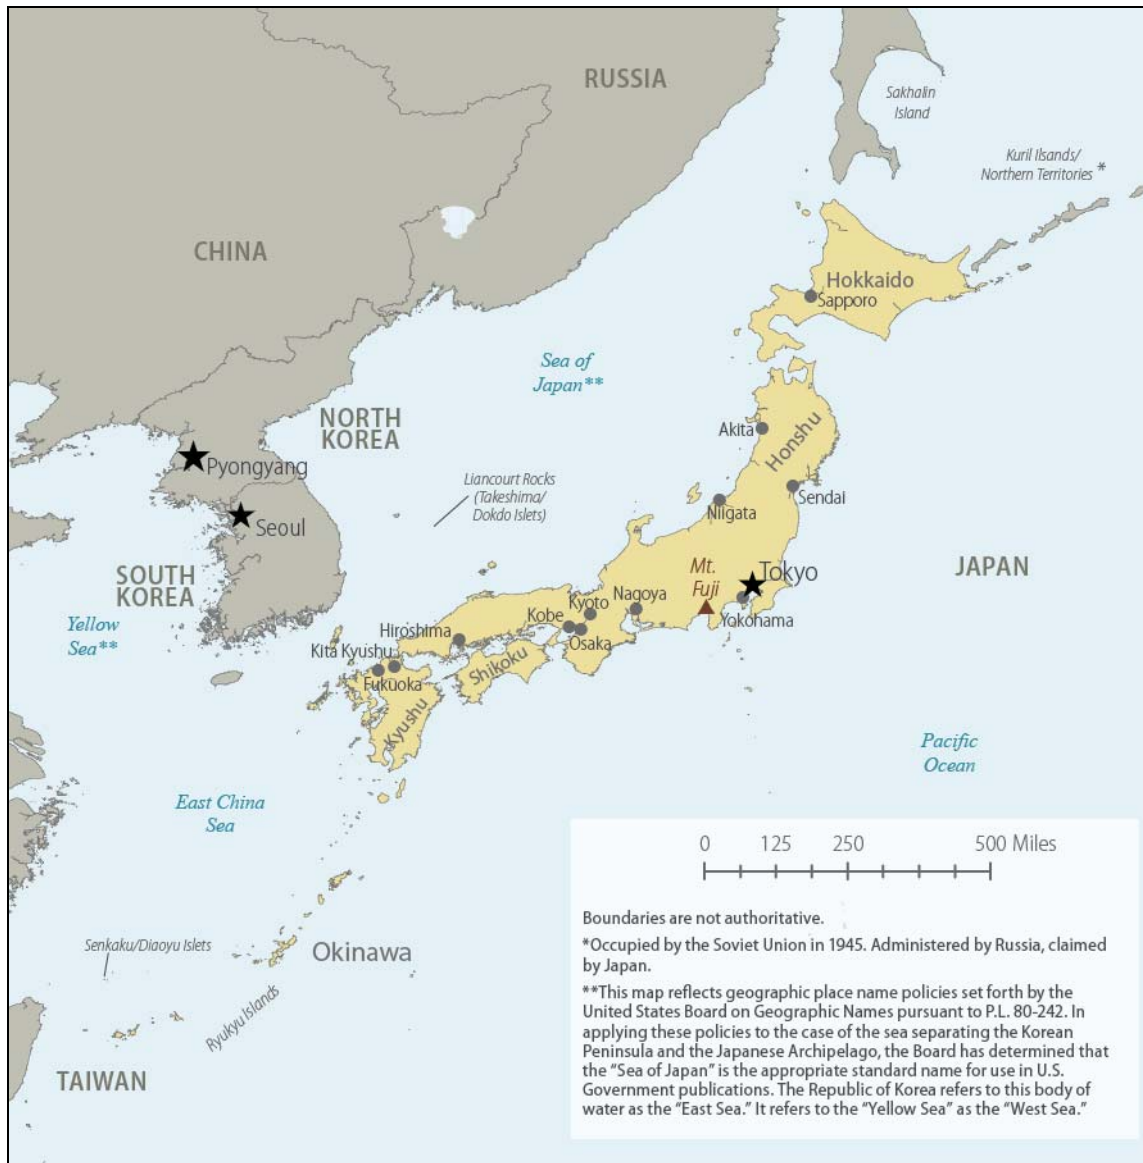 RUSSIA
Sakhalin
Island
Kuril Ilsands/
Northern Territories *
CHINA
Hokkaido
Sapporo
Sea of
Japan**
NORTH
KOREA
Akita
Honshu
Pyongyang
Liancourt Rocks
(Takeshima/
Dokdo Islets)
Sendai
Niigata
Seoul
JAPAN
SOUTH
KOREA
Mt.
Fuji
Tokyo
Nagoya
Kyoto
Kobe
Yokohama
Yellow
Sea**
Hiroshima
Osaka
Kita Kyushu
Shikoku
Fukuoka
Kyushu
Pacific
Ocean
East China
Sea
0 125 250 500 Miles
Boundaries are not authoritative.
*Occupied by the Soviet Union in 1945. Administered by Russia, claimed
by Japan.
**This map reflects geographic place name policies set forth by the
United States Board on Geographic Names pursuant to P.L. 80-242. In
applying these policies to the case of the sea separating the Korean
Peninsula and the Japanese Archipelago, the Board has determined that
the “Sea of Japan” is the appropriate standard name for use in U.S.
Government publications. The Republic of Korea refers to this body of
water as the “East Sea.” It refers to the “Yellow Sea” as the “West Sea.”
Senkaku/Diaoyu Islets
Okinawa
Ryukyu Islands
TAIWAN